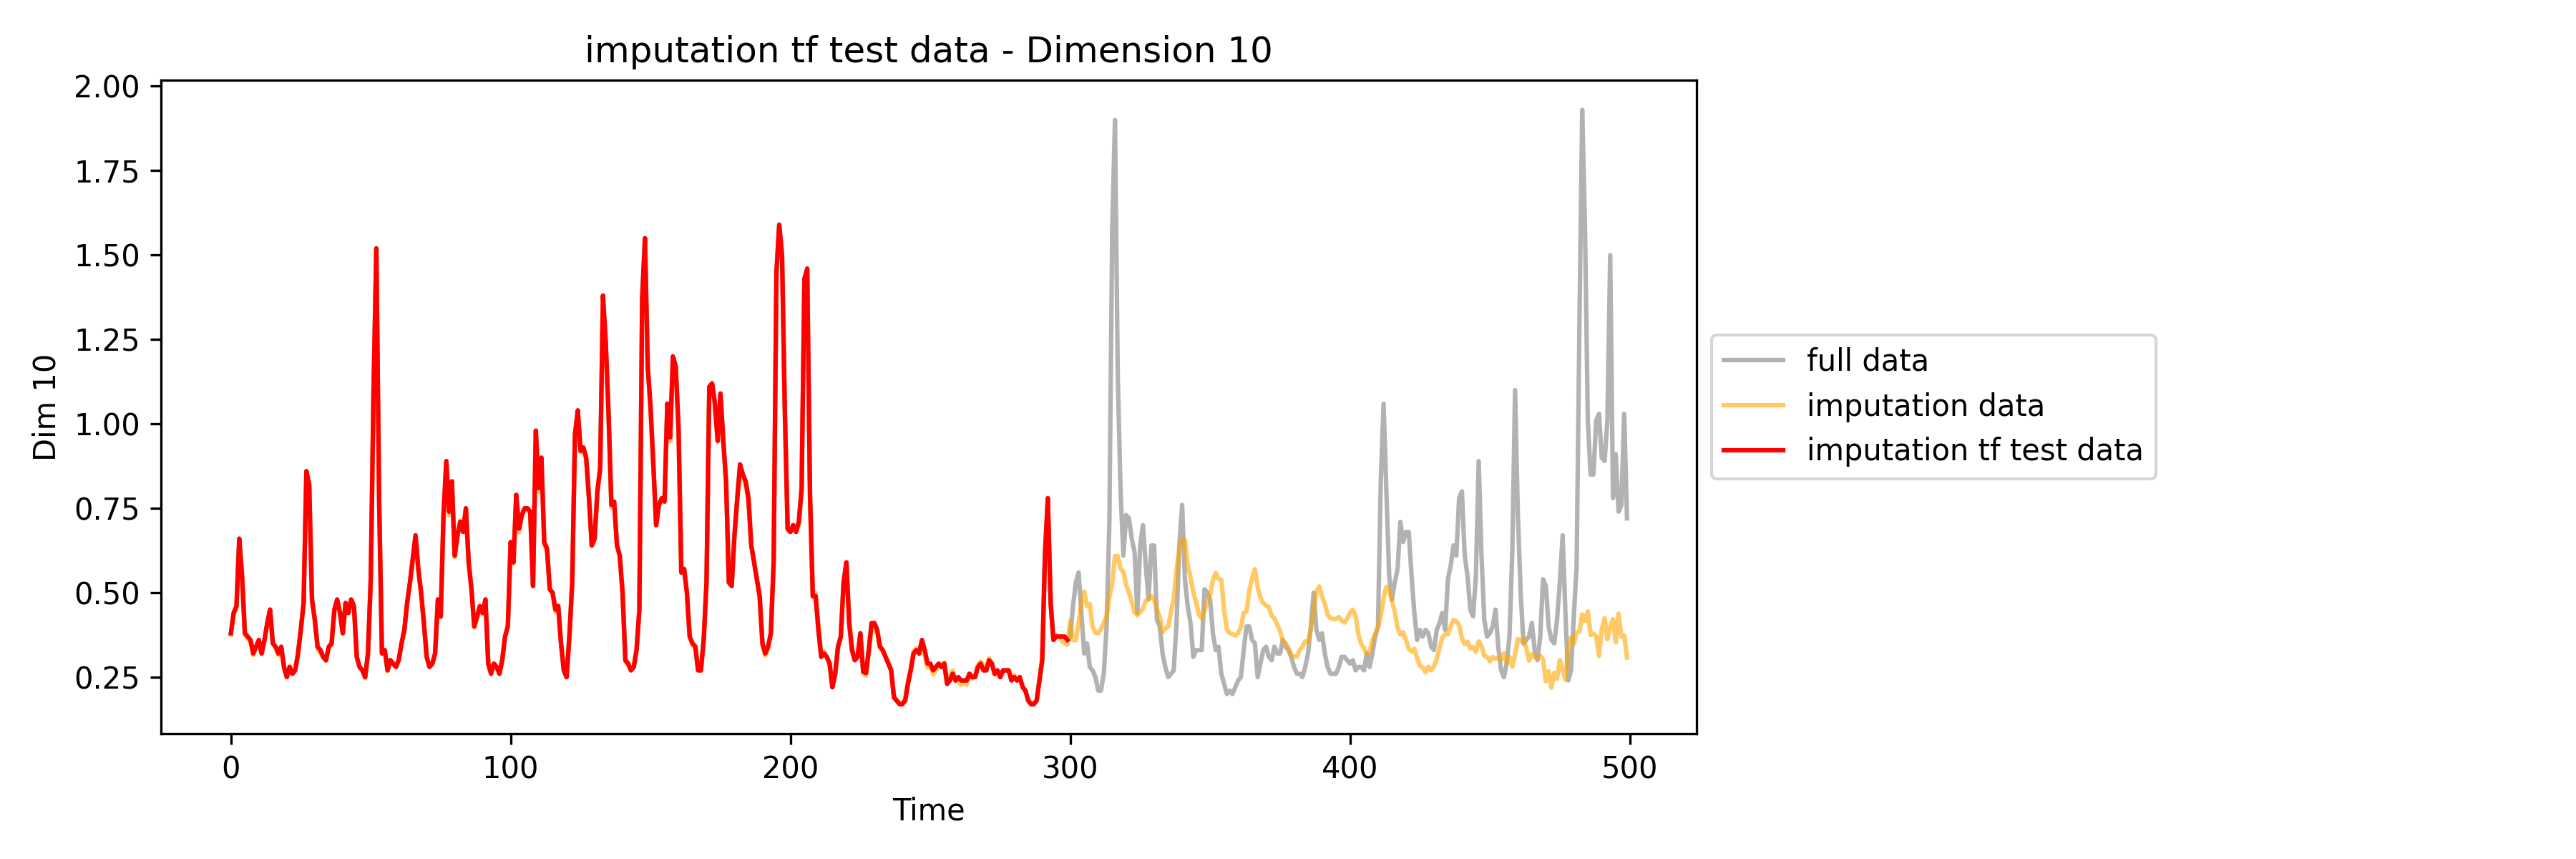 imputation tf test data - Dimension 10
2.00
1.75
1.50
1.25
1.00
0.75
0.50
0.25
Dim 10
0 100 200 300 400 500
Time
full data
imputation data
imputation tf test data